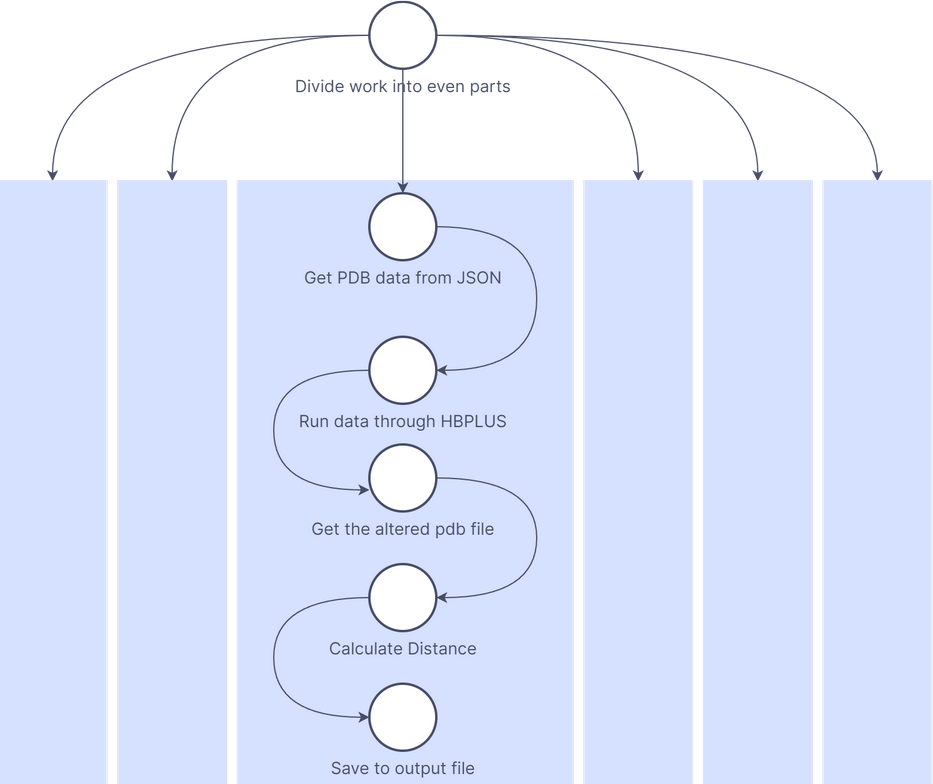 Divide work into even parts
Get PDB data from JSON
Run data through HBPLUS
Get the altered pdb file
Calculate Distance
Save to output file